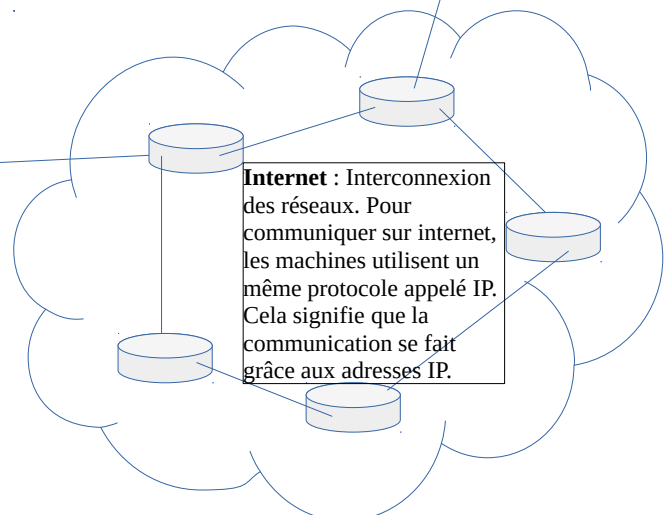 Internet : Interconnexion
des réseaux. Pour
communiquer sur internet,
les machines utilisent un
même protocole appelé IP.
Cela signifie que la
communication se fait
grâce aux adresses IP.